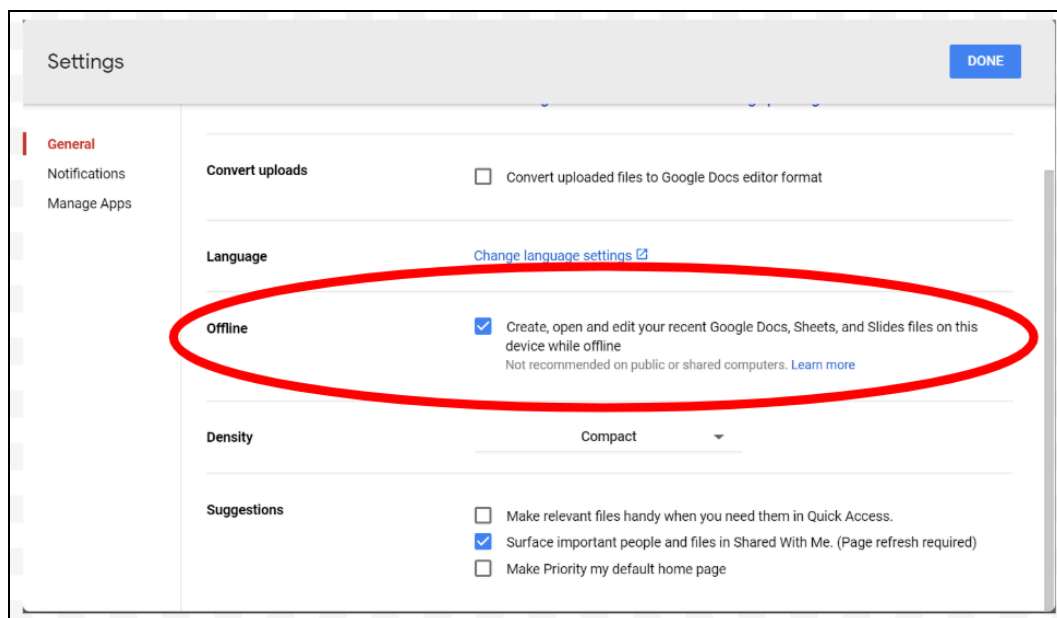 Settings
DONE
General
Notifications
Manage Apps
Convert uploads
Convert uploaded files to Google Docs editor format
Language
Change language settings
Offline
Create, open and edit your recent Google Docs, Sheets, and Slides files on this
device while offline
Not recommended on public or shared computers. Learn more
Density
Compact
Suggestions
Make relevant files handy when you need them in Quick Access.
Surface important people and files in Shared With Me. (Page refresh required)
Make Priority my default home page